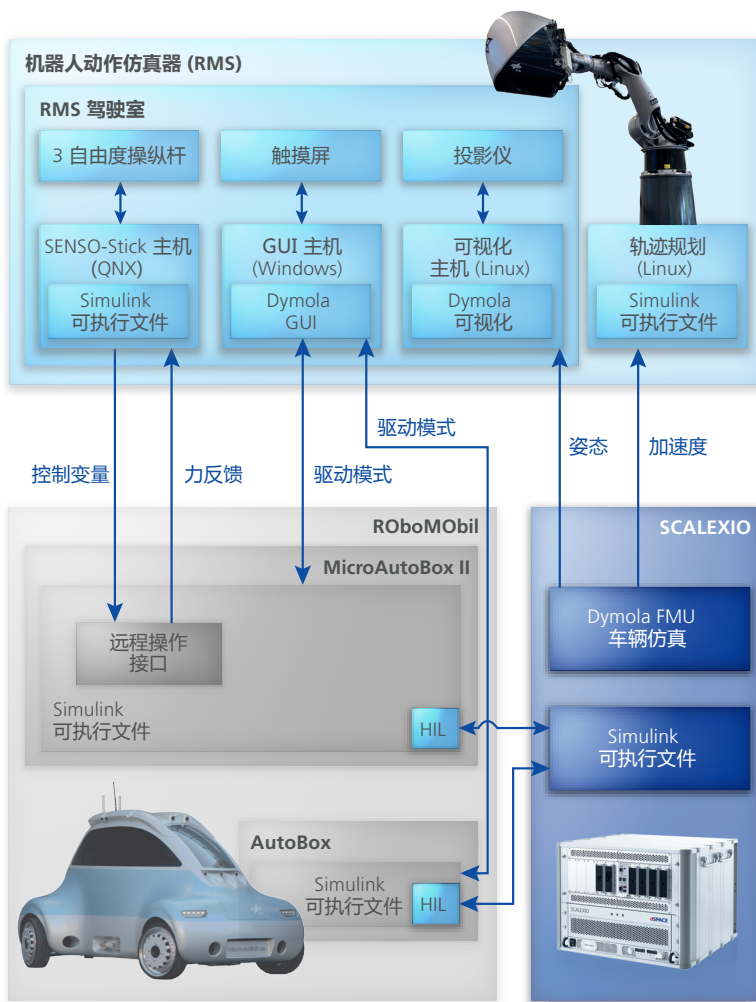 机器人动作仿真器 (RMS)
RMS 驾驶室
3 自由度操纵杆
触摸屏
投影仪
SENSO-Stick 主机
(QNX)
Simulink
可执行文件
GUI 主机
(Windows)
Dymola
GUI
可视化
主机 (Linux)
Dymola
可视化
轨迹规划
(Linux)
Simulink
可执行文件
控制变量
力反馈
驱动模式
驱动模式
姿态
加速度
ROboMObil
MicroAutoBox II
远程操作
接口
Simulink
可执行文件
HIL
AutoBox
Simulink
可执行文件
HIL
SCALEXIO
Dymola FMU
车辆仿真
Simulink
可执行文件
SCALEXIO
dSPACE